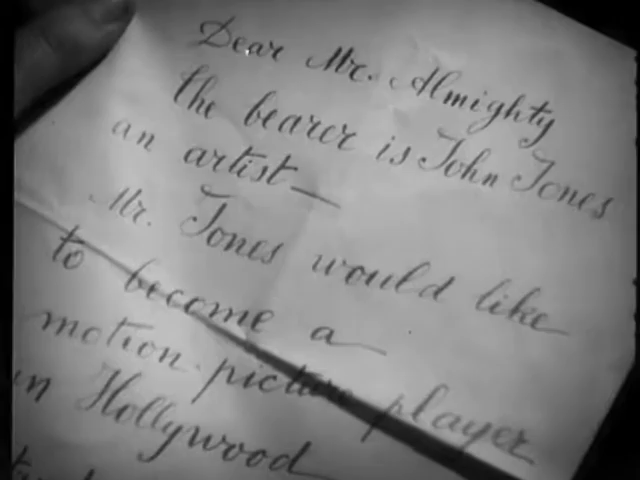 Dear Mr. Almighty
the bearer is John Jones
an artist—
Mr. Jones would like
to become a
motion picture player
in Hollywood